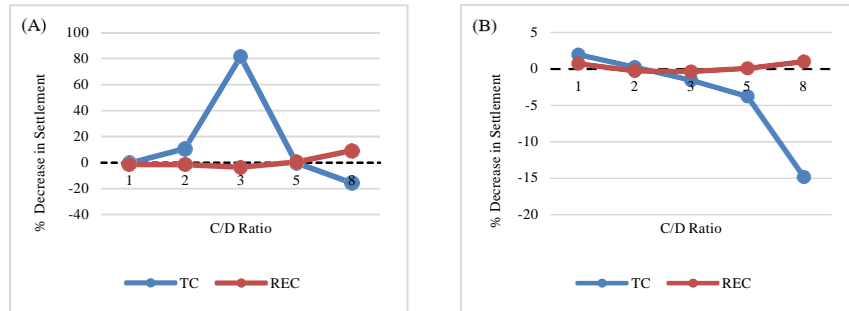 (A)
% Decrease in Settlement
100
80
60
40
20
0
-20
-40
1 2 3 5 8
C/D Ratio
TC REC
(B)
% Decrease in Settlement
5
0
-5
-10
-15
-20
1 2 3 5 8
C/D Ratio
TC REC